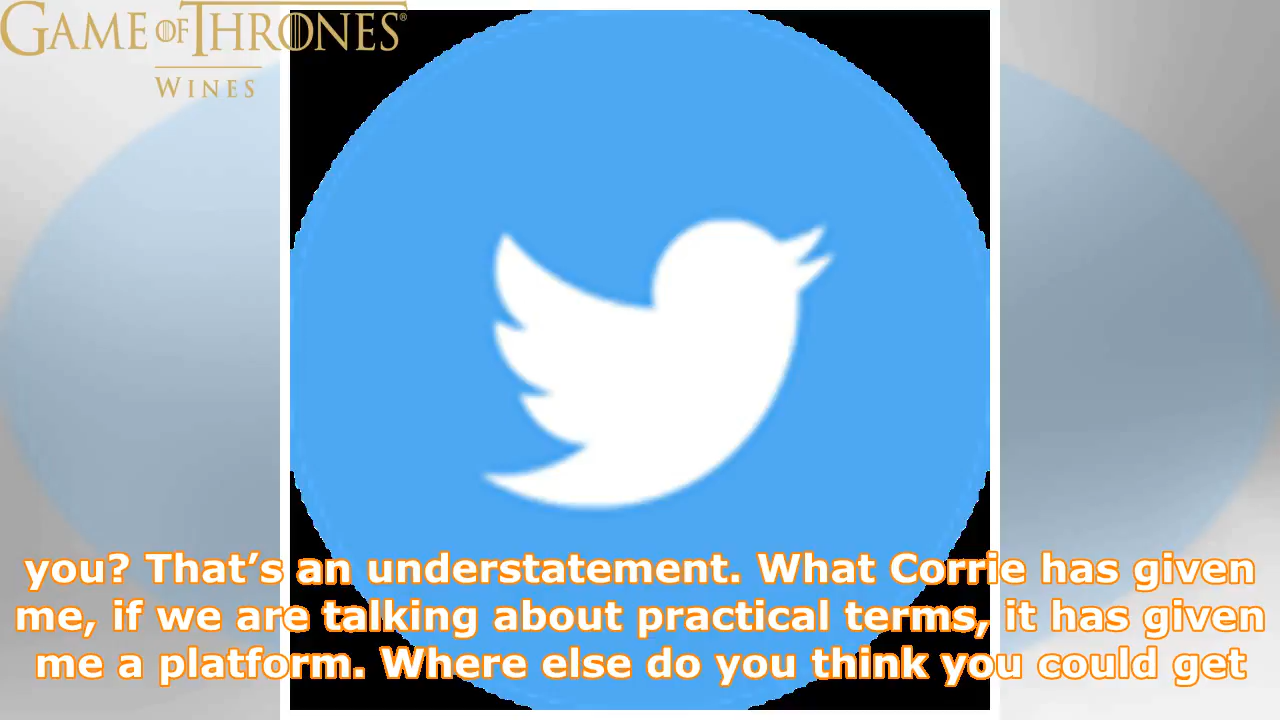 GAME OF THRONES®
WINES
you? That’s an understatement. What Corrie has given
me, if we are talking about practical terms, it has given
me a platform. Where else do you think you could get